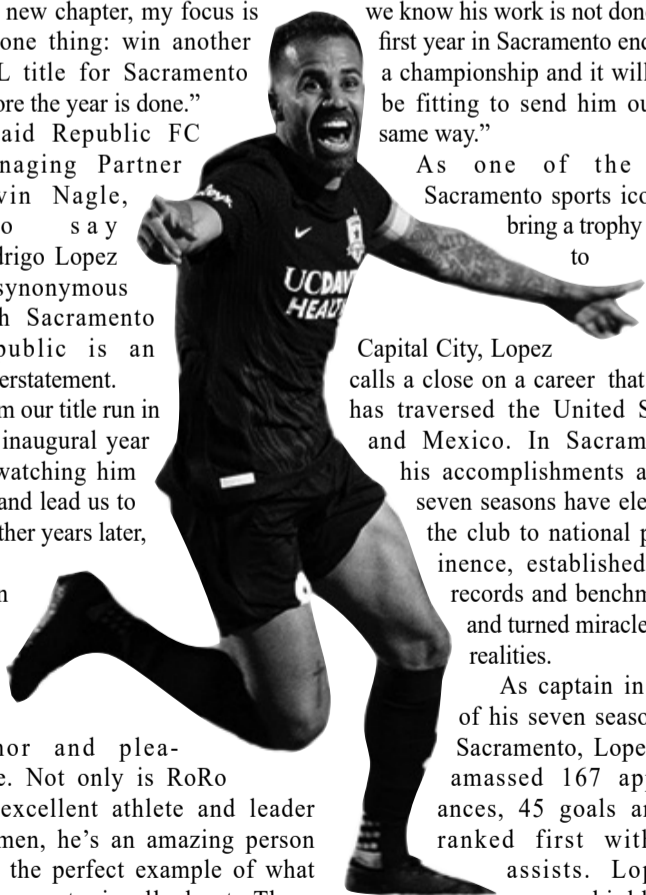 new chapter, my focus is
one thing: win another
L title for Sacramento
ore the year is done.”
aid Republic FC
naging Partner
vin Nagle,
o say
drigo Lopez
synonymous
h Sacramento
public is an
erstatement.
m our title run in
inaugural year
watching him
and lead us to
ther years later,
n
nor and plea-
e. Not only is RoRo
excellent athlete and leader
men, he’s an amazing person
the perfect example of what
we know his work is not done
first year in Sacramento end
a championship and it will
be fitting to send him ou
same way.”
As one of the
Sacramento sports ico
bring a trophy
to
Capital City, Lopez
calls a close on a career that
has traversed the United S
and Mexico. In Sacram
his accomplishments a
seven seasons have ele
the club to national p
inence, established
records and benchm
and turned miracle
realities.
As captain in
of his seven seaso
Sacramento, Lope
amassed 167 app
ances, 45 goals an
ranked first with
assists. Lop
UCDAV
HEALT